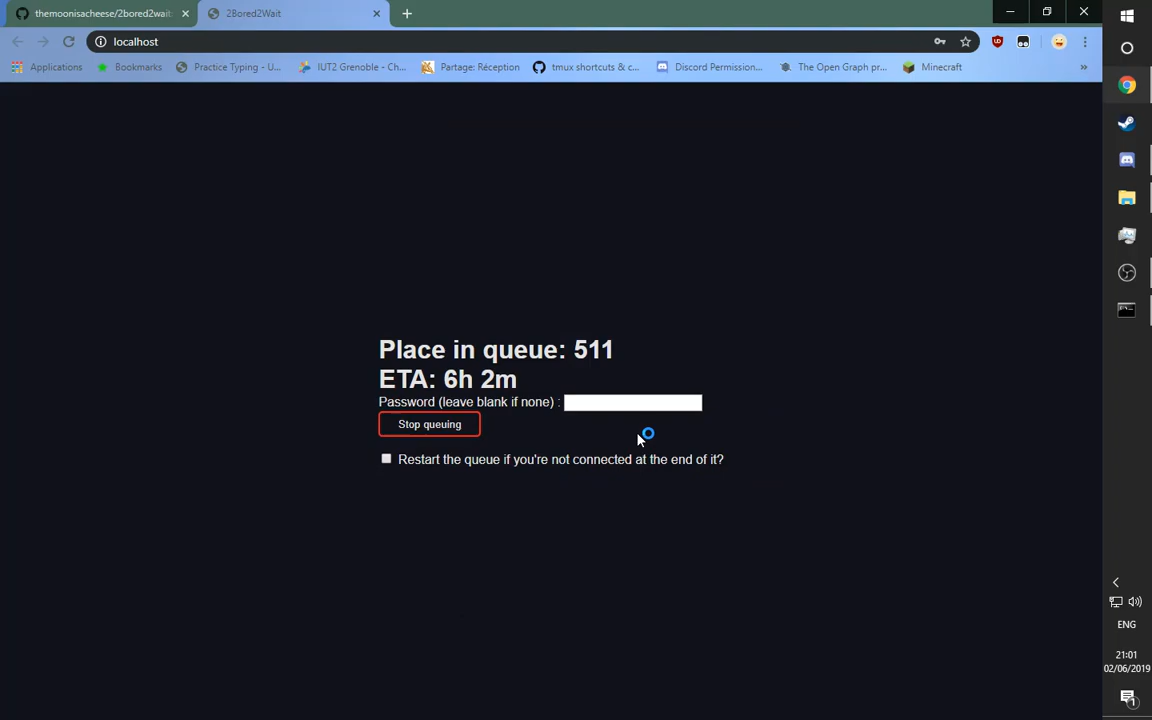 themoonisacheese/2bored2wait
2Bored2Wait
localhost
Applications
Bookmarks
Practice Typing - U...
IUT2 Grenoble - Ch...
Partage: Réception
tmux shortcuts & c...
Discord Permission...
The Open Graph pr...
Minecraft
»
Place in queue: 511
ETA: 6h 2m
Password (leave blank if none) :
Stop queuing
Restart the queue if you're not connected at the end of it?
ENG
21:01
02/06/2019
1